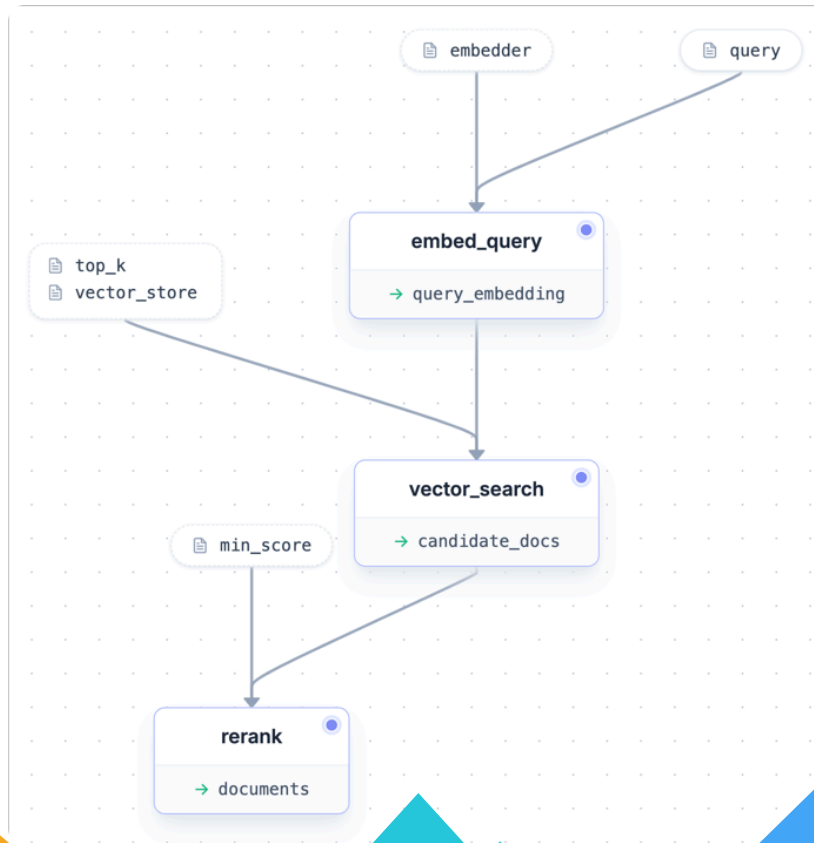 embedder
query
embed_query
→ query_embedding
top_k
vector_store
vector_search
→ candidate_docs
min_score
rerank
→ documents